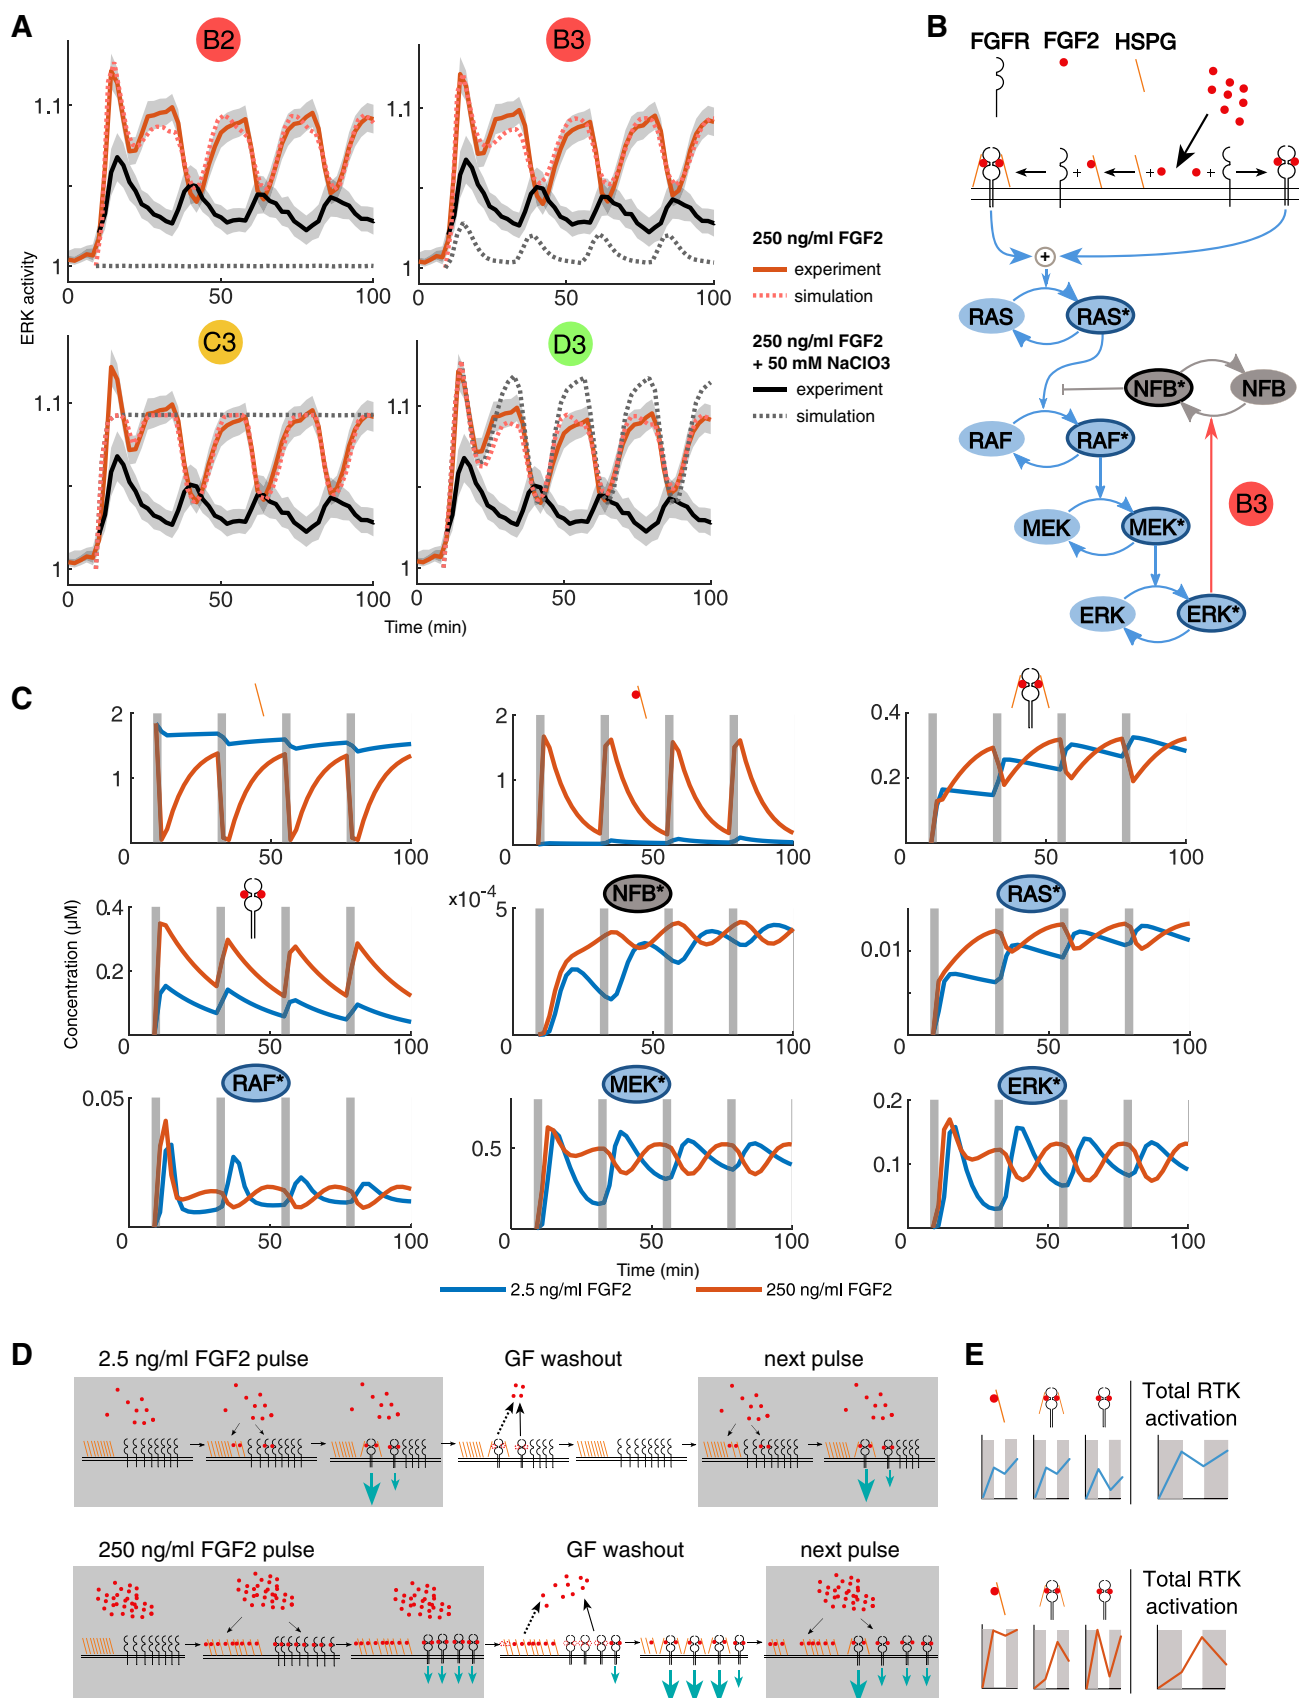 A
B2
B3
B
1.1
1
0
50
100
1.1
1
0
50
100
ERK activity
C3
D3
1.1
1
0
50
100
1.1
1
0
50
100
Time (min)
250 ng/ml FGF2
experiment
simulation
250 ng/ml FGF2
+ 50 mM NaClO3
experiment
simulation
FGFR FGF2 HSPG
+ + +
+
RAS RAS*
NFB* NFB
RAF RAF*
B3
MEK MEK*
ERK ERK*
C
2
1
0
50
100
2
1
0
50
100
0.4
0.2
0
50
100
Concentration (µM)
0.4
0.2
0
50
100
NFB*
x10-4
5
0
50
100
RAS*
0.01
0
50
100
RAF*
0.05
0
50
100
MEK*
0.5
0
50
100
ERK*
0.2
0.1
0
50
100
Time (min)
2.5 ng/ml FGF2
250 ng/ml FGF2
D
2.5 ng/ml FGF2 pulse
GF washout
next pulse
250 ng/ml FGF2 pulse
GF washout
next pulse
E
Total RTK
activation
Total RTK
activation